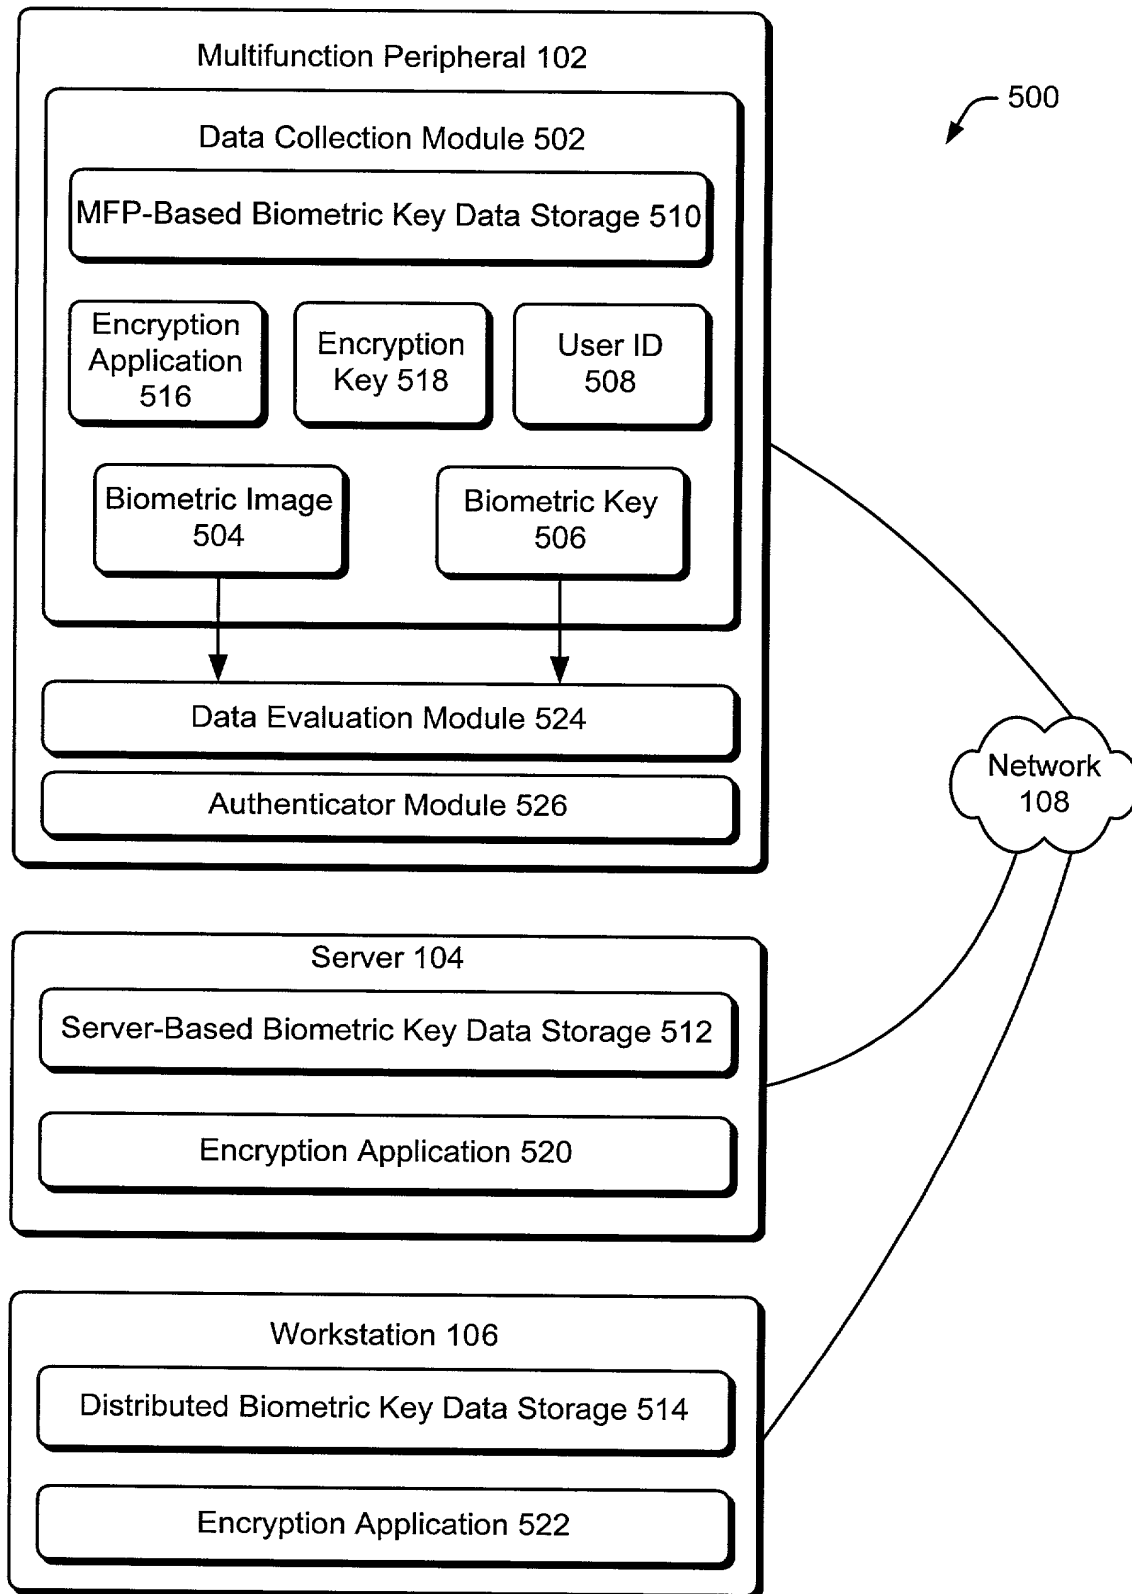 Multifunction Peripheral 102
500
Data Collection Module 502
MFP-Based Biometric Key Data Storage 510
Encryption
Application
516
Encryption
Key 518
User ID
508
Biometric Image
504
Biometric Key
506
Data Evaluation Module 524
Authenticator Module 526
Network
108
Server 104
Server-Based Biometric Key Data Storage 512
Encryption Application 520
Workstation 106
Distributed Biometric Key Data Storage 514
Encryption Application 522